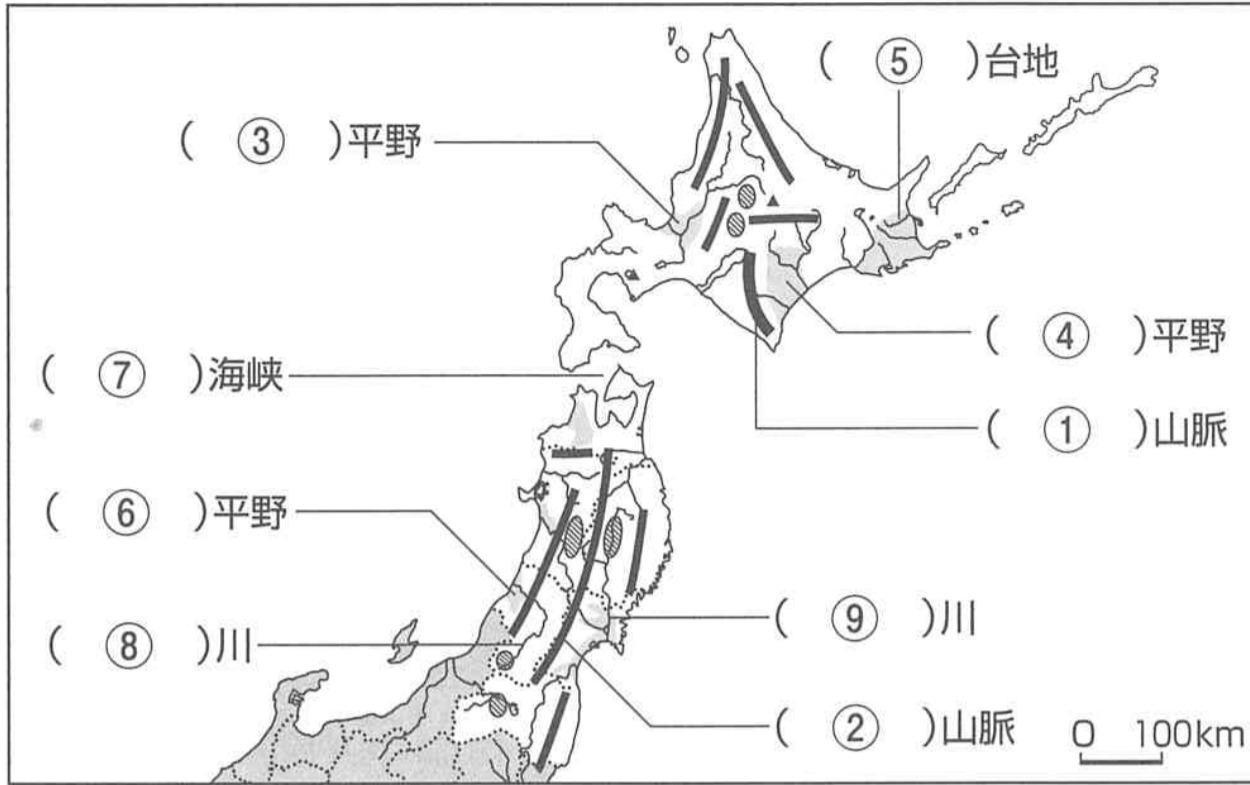 ( ⑤ )台地
( ③ )平野
( ④ )平野
( ⑦ )海峡
( ① )山脈
( ⑥ )平野
( ⑨ )川
( ⑧ )川
( ② )山脈
0 100km